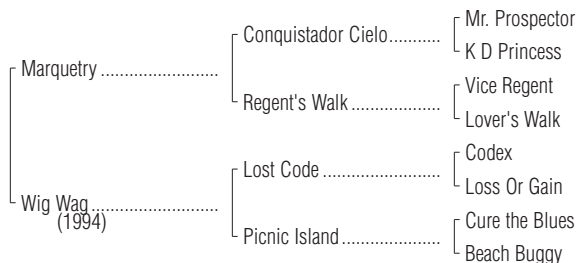 Mr. Prospector
Conquistador Cielo...........
K D Princess
Marquetry ............................
Vice Regent
Regent's Walk .....................
Lover's Walk
Codex
Lost Code ............................
Loss Or Gain
Wig Wag..............................
(1994)
Cure the Blues
Picnic Island.......................
Beach Buggy